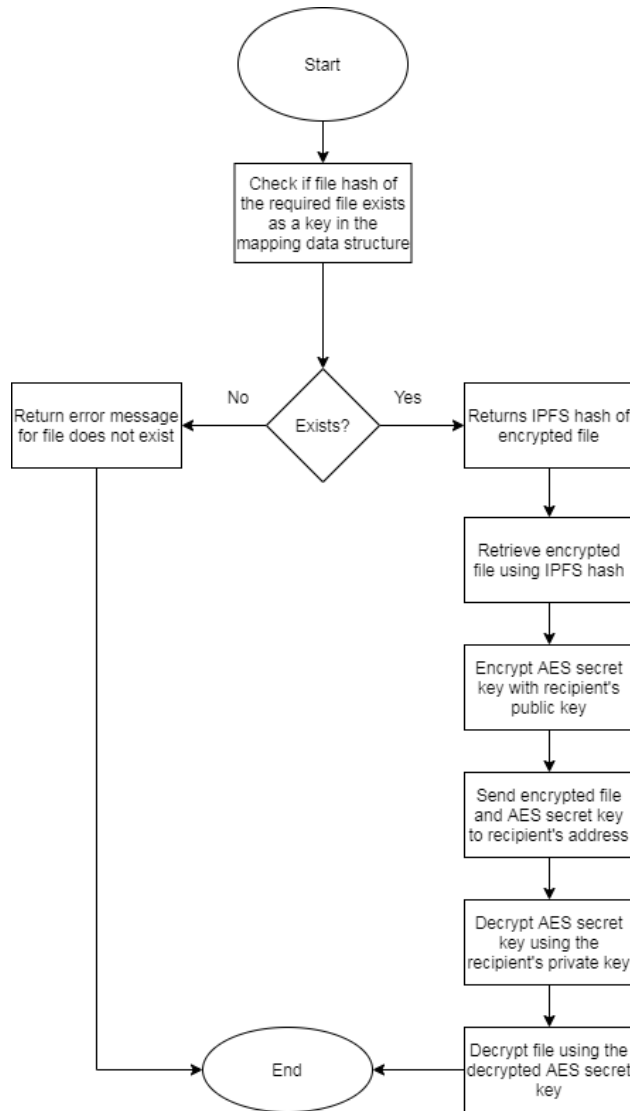 Start
Check if file hash of
the required file exists
as a key in the
mapping data structure
No
Yes
Return error message
for file does not exist
Exists?
Returns IPFS hash of
encrypted file
Retrieve encrypted
file using IPFS hash
Encrypt AES secret
key with recipient's
public key
Send encrypted file
and AES secret key
to recipient's address
Decrypt AES secret
key using the
recipient's private key
End
Decrypt file using the
decrypted AES secret
key